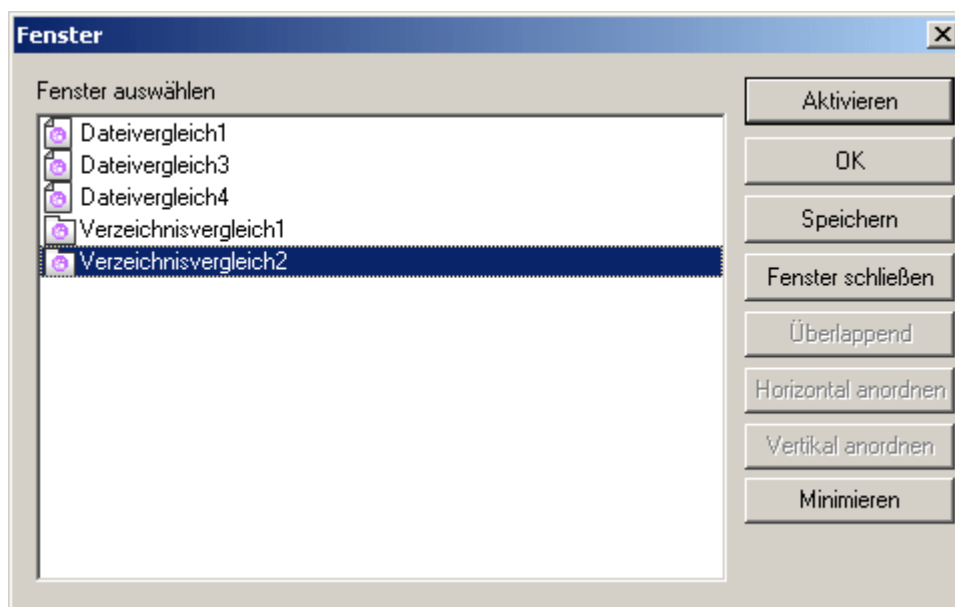 Fenster
Fenster auswählen
Dateivergleich1
Dateivergleich3
Dateivergleich4
Verzeichnisvergleich1
Verzeichnisvergleich2
Aktivieren
OK
Speichern
Fenster schließen
Überlappend
Horizontal anordnen
Vertikal anordnen
Minimieren